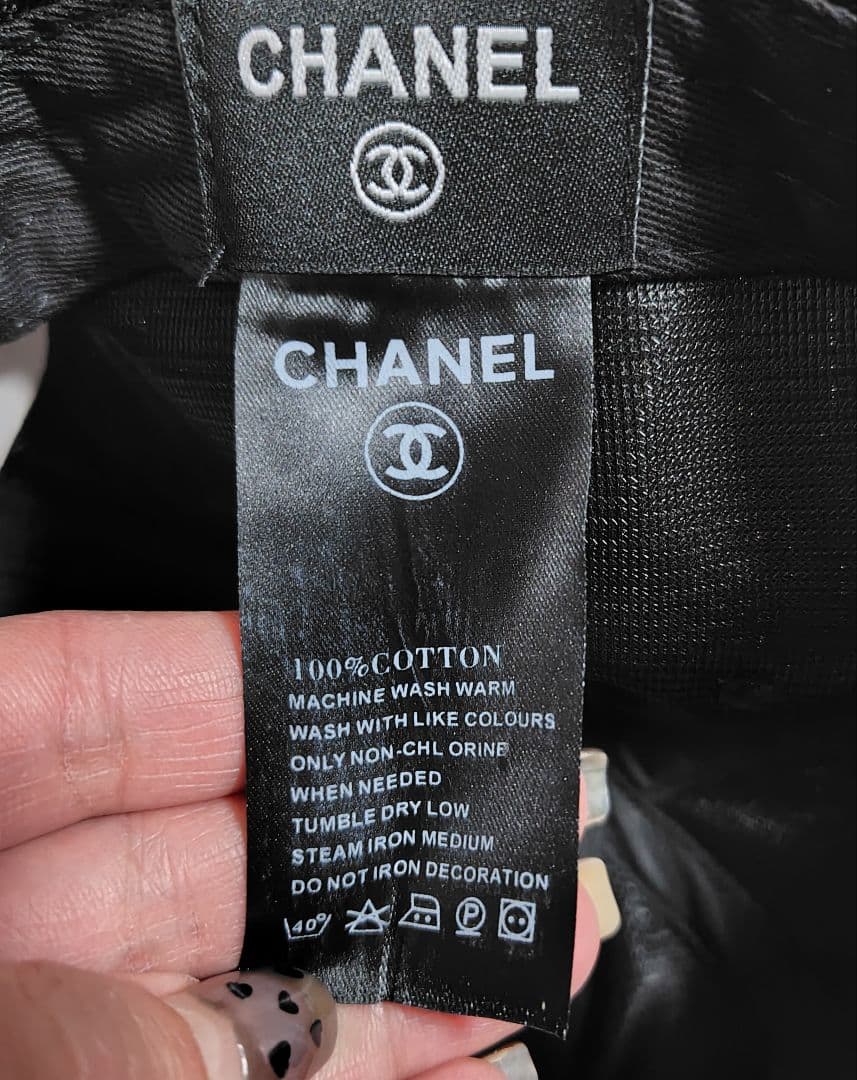 CHANEL
CHANEL
100%COTTON
MACHINE WASH WARM
WASH WITH LIKE COLOURS
ONLY NON-CHL ORINE
WHEN NEEDED
TUMBLE DRY LOW
STEAM IRON MEDIUM
DO NOT IRON DECORATION
40° P